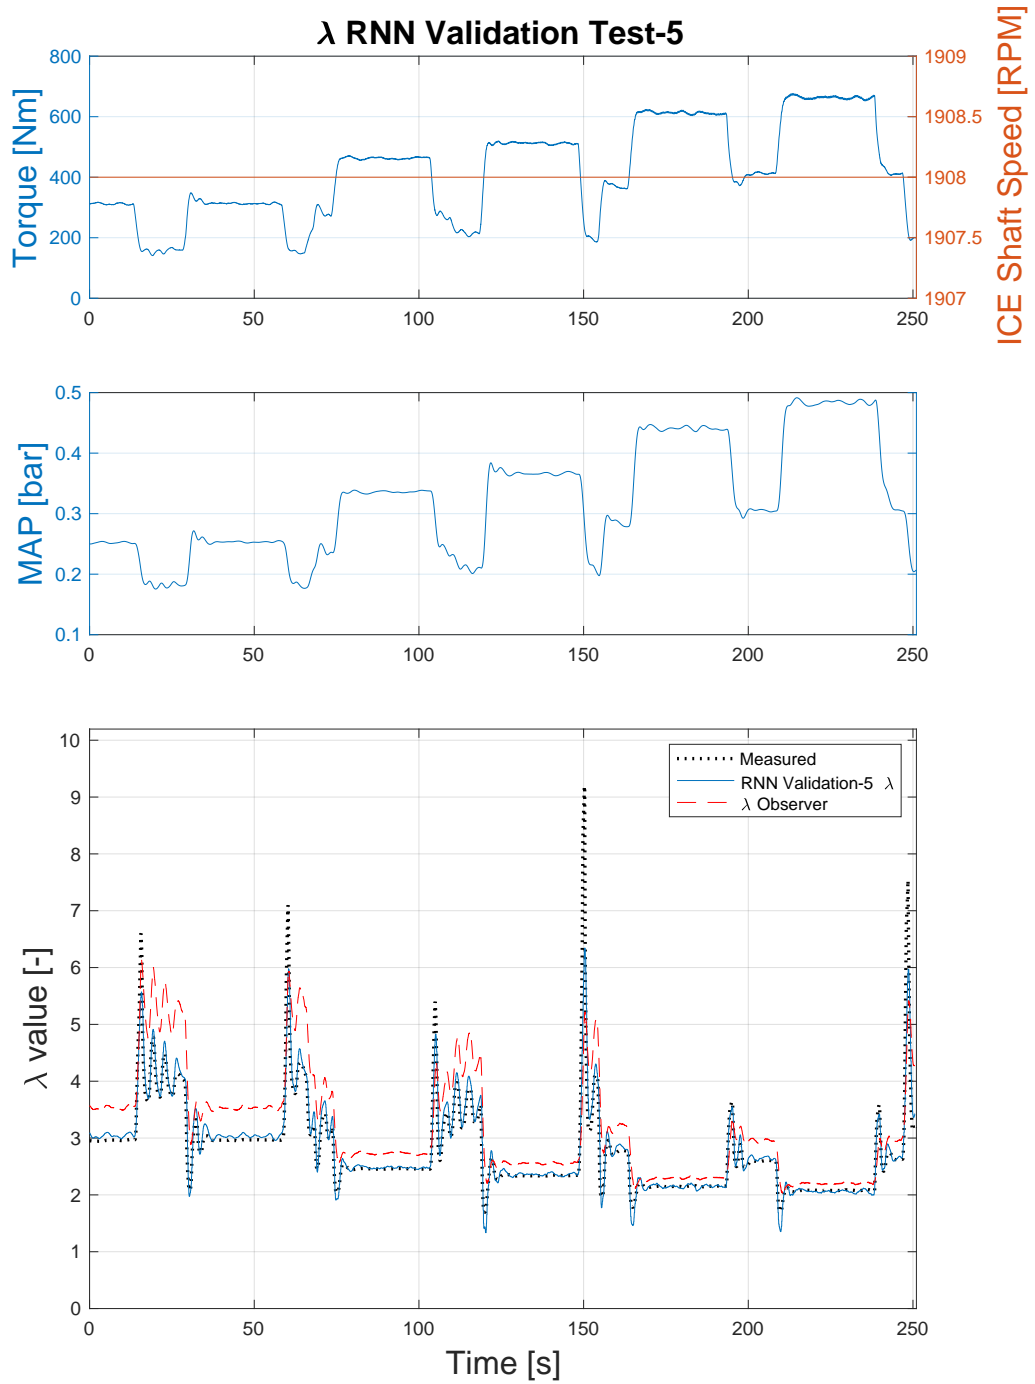 λ RNN Validation Test-5
Torque [Nm]
800
600
400
200
0
ICE Shaft Speed [RPM]
1909
1908.5
1908
1907.5
1907
0 50 100 150 200 250
MAP [bar]
0.5
0.4
0.3
0.2
0.1
0 50 100 150 200 250
λ value [-]
10
9
8
7
6
5
4
3
2
1
0
Measured
RNN Validation-5 λ
λ Observer
0 50 100 150 200 250
Time [s]